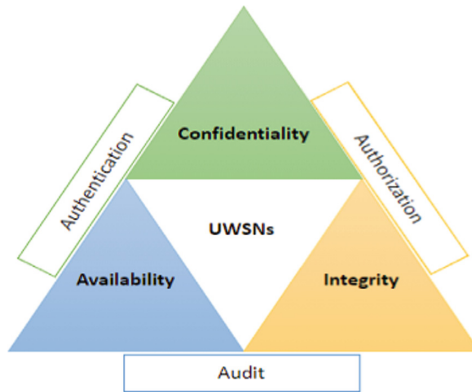 Confidentiality
Authentication
Authorization
UWSNs
Availability
Integrity
Audit